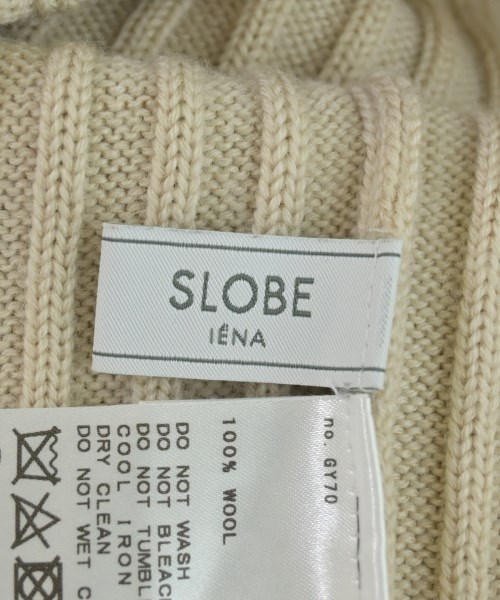 SLOBE
IÉNA
no. GY70
100% WOOL
DO NOT WASH
DO NOT BLEACH
DO NOT TUMBL
COOL IRON
DRY CLEAN
DO NOT WET C